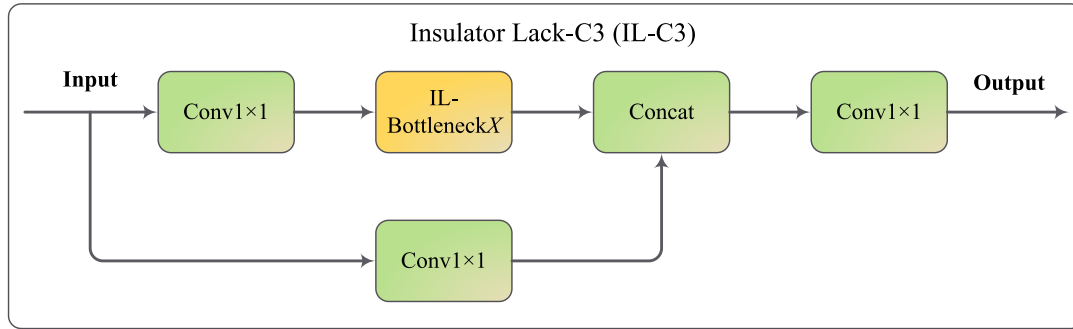 Insulator Lack-C3 (IL-C3)
Input
Output
Conv1×1
IL-
BottleneckX
Concat
Conv1×1
Conv1×1